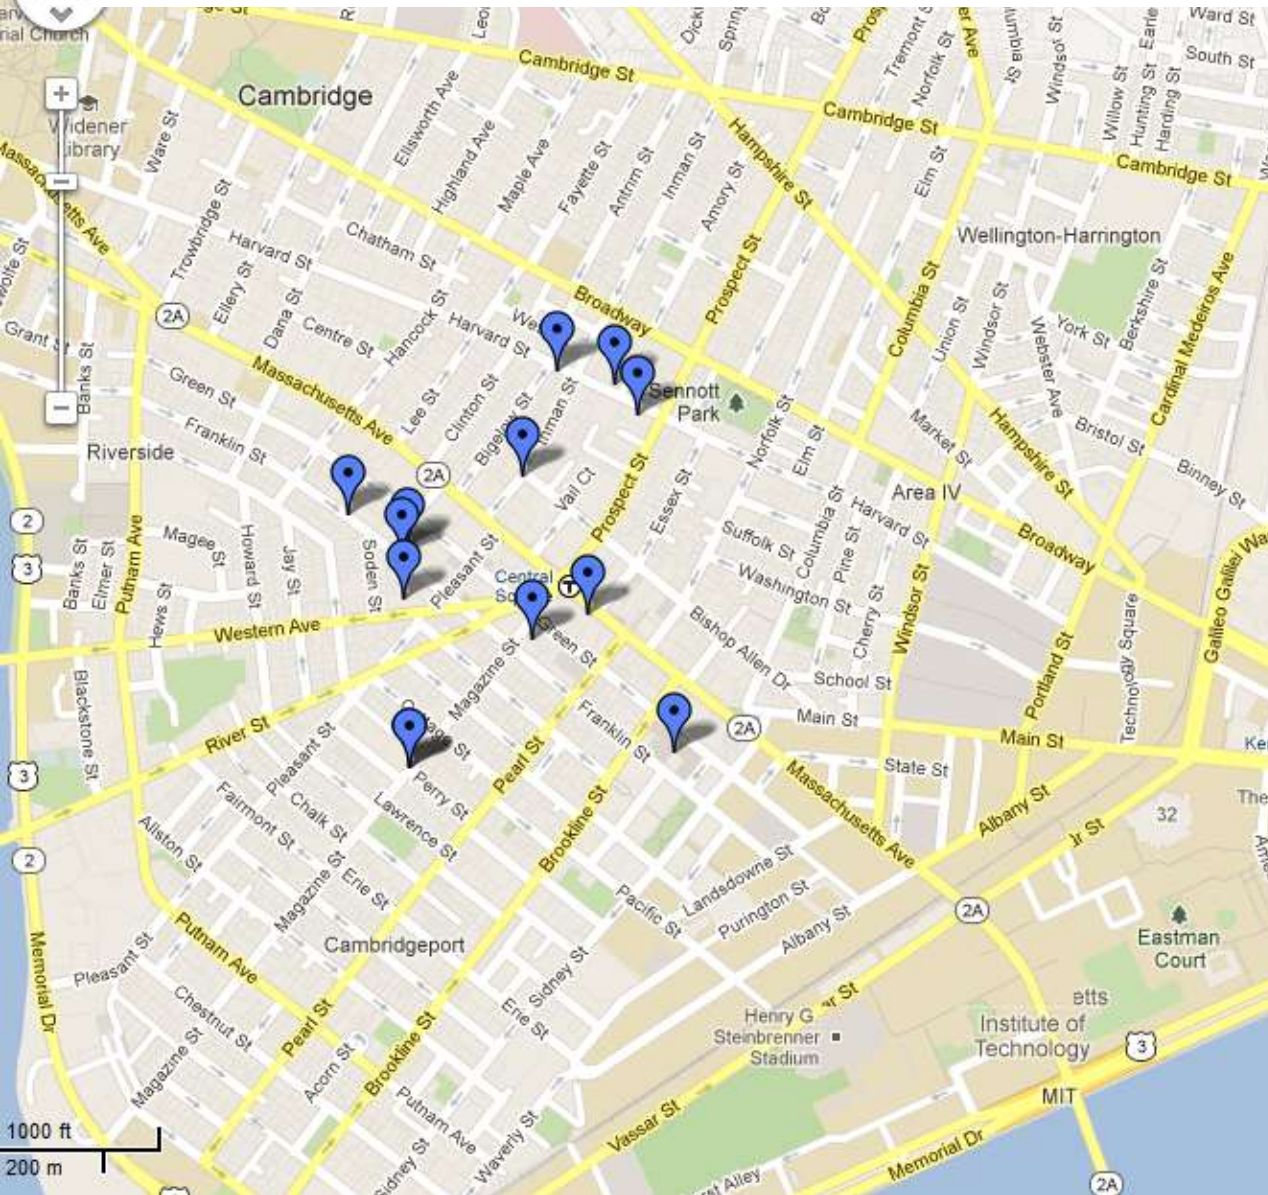 Cambridge St
Ward St
South St
Prospect St
Tremont St
Norfolk St
Windsor St
Willow St
Hunting St
Harding St
Cambridge
Widener
Library
Ware St
Ellsworth Ave
Highland Ave
Maple Ave
Fayette St
Antrim St
Inman St
Amory St
Hampshire St
Cambridge St
Elm St
Cambridge St
Massachusetts Ave
Trowbridge St
Harvard St
Chatham St
Wellington-Harrington
Ellery St
Dana St
Centre St
Hancock St
Harvard St
Broadway
Prospect St
Columbia St
Union St
Windsor St
Webster Ave
York St
Berkshire St
Cardinal Medeiros Ave
2A
Grant St
Banks St
Green St
Franklin St
Massachusetts Ave
Lee St
Clinton St
Sennott
Park
Norfolk St
Elm St
Market St
Hampshire St
Bristol St
Binney St
Riverside
2A
Vail Ct
Prospect St
Essex St
Area IV
2
3
Putnam Ave
Magee St
Howard St
Jay St
Soden St
Pleasant St
Suffolk St
Columbia St
Pine St
Harvard St
Broadway
Banks St
Elmer St
Hews St
Central
Washington St
Cherry St
Windsor St
Western Ave
Green St
Bishop Allen Dr
School St
Portland St
Technology Square
Blackstone St
River St
Magazine St
Franklin St
Main St
2A
Main St
3
Pleasant St
Pearl St
State St
Perry St
Massachusetts Ave
Albany St
Fairmont St
Chalk St
Lawrence St
Brookline St
32
The
Allston St
2
Erie St
Magazine St
Landsdowne St
Pacific St
Purington St
Albany St
2A
Putnam Ave
Cambridgeport
Eastman
Court
Memorial Dr
Pleasant St
Chestnut St
Pearl St
Sidney St
Erie St
Henry G
Steinbrenner
Stadium
etts
Institute of
Technology
3
Magazine St
Acorn St
Brookline St
MIT
Putnam Ave
Waverly St
Vassar St
Memorial Dr
1000 ft
200 m
Sidney St
Alley
2A